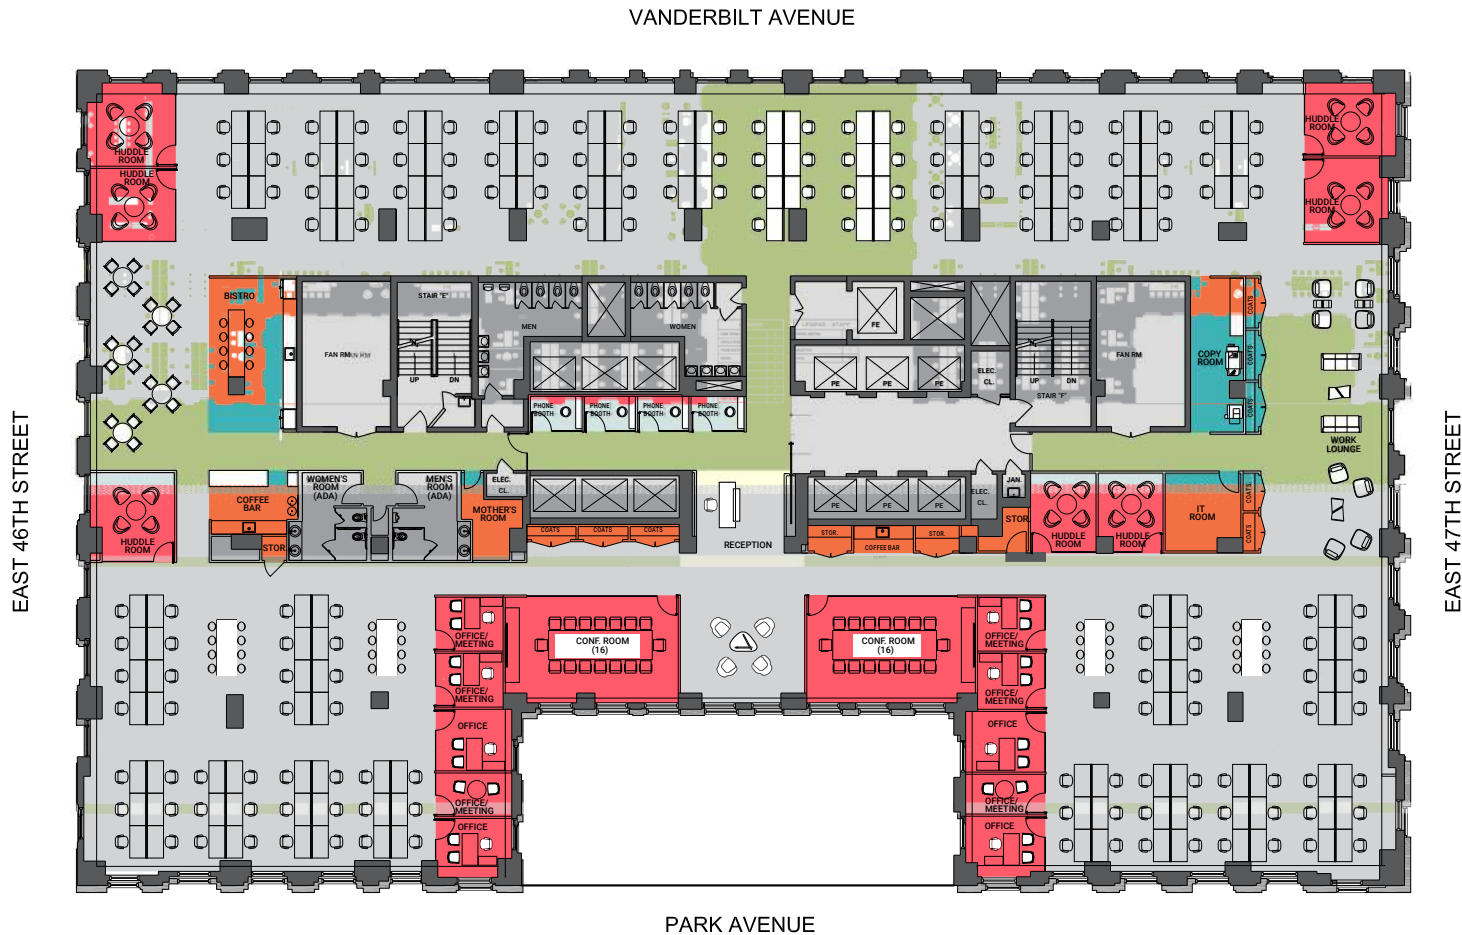 VANDERBILT AVENUE
HUDDLE
ROOM
HUDDLE
ROOM
HUDDLE
ROOM
HUDDLE
ROOM
BISTRO
STAIR "E"
MEN
WOMEN
FE
FAN RM
UP
DN
PE
PE
PE
ELEC.
CL.
UP
DN
STAIR "F"
FAN RM
COPY
ROOM
COATS
COATS
COATS
PHONE
BOOTH
PHONE
BOOTH
PHONE
BOOTH
PHONE
BOOTH
WORK
LOUNGE
EAST 46TH STREET
EAST 47TH STREET
HUDDLE
ROOM
COFFEE
BAR
STOR.
WOMEN'S
ROOM
(ADA)
MEN'S
ROOM
(ADA)
ELEC.
CL.
MOTHER'S
ROOM
COATS
COATS
COATS
RECEPTION
PE
PE
PE
STOR.
COFFEE BAR
STOR.
ELEC.
CL.
JAN.
STOR.
HUDDLE
ROOM
HUDDLE
ROOM
IT
ROOM
COATS
COATS
OFFICE/
MEETING
OFFICE/
MEETING
OFFICE
OFFICE/
MEETING
OFFICE
CONF. ROOM
(16)
CONF. ROOM
(16)
OFFICE/
MEETING
OFFICE/
MEETING
OFFICE
OFFICE/
MEETING
OFFICE
PARK AVENUE